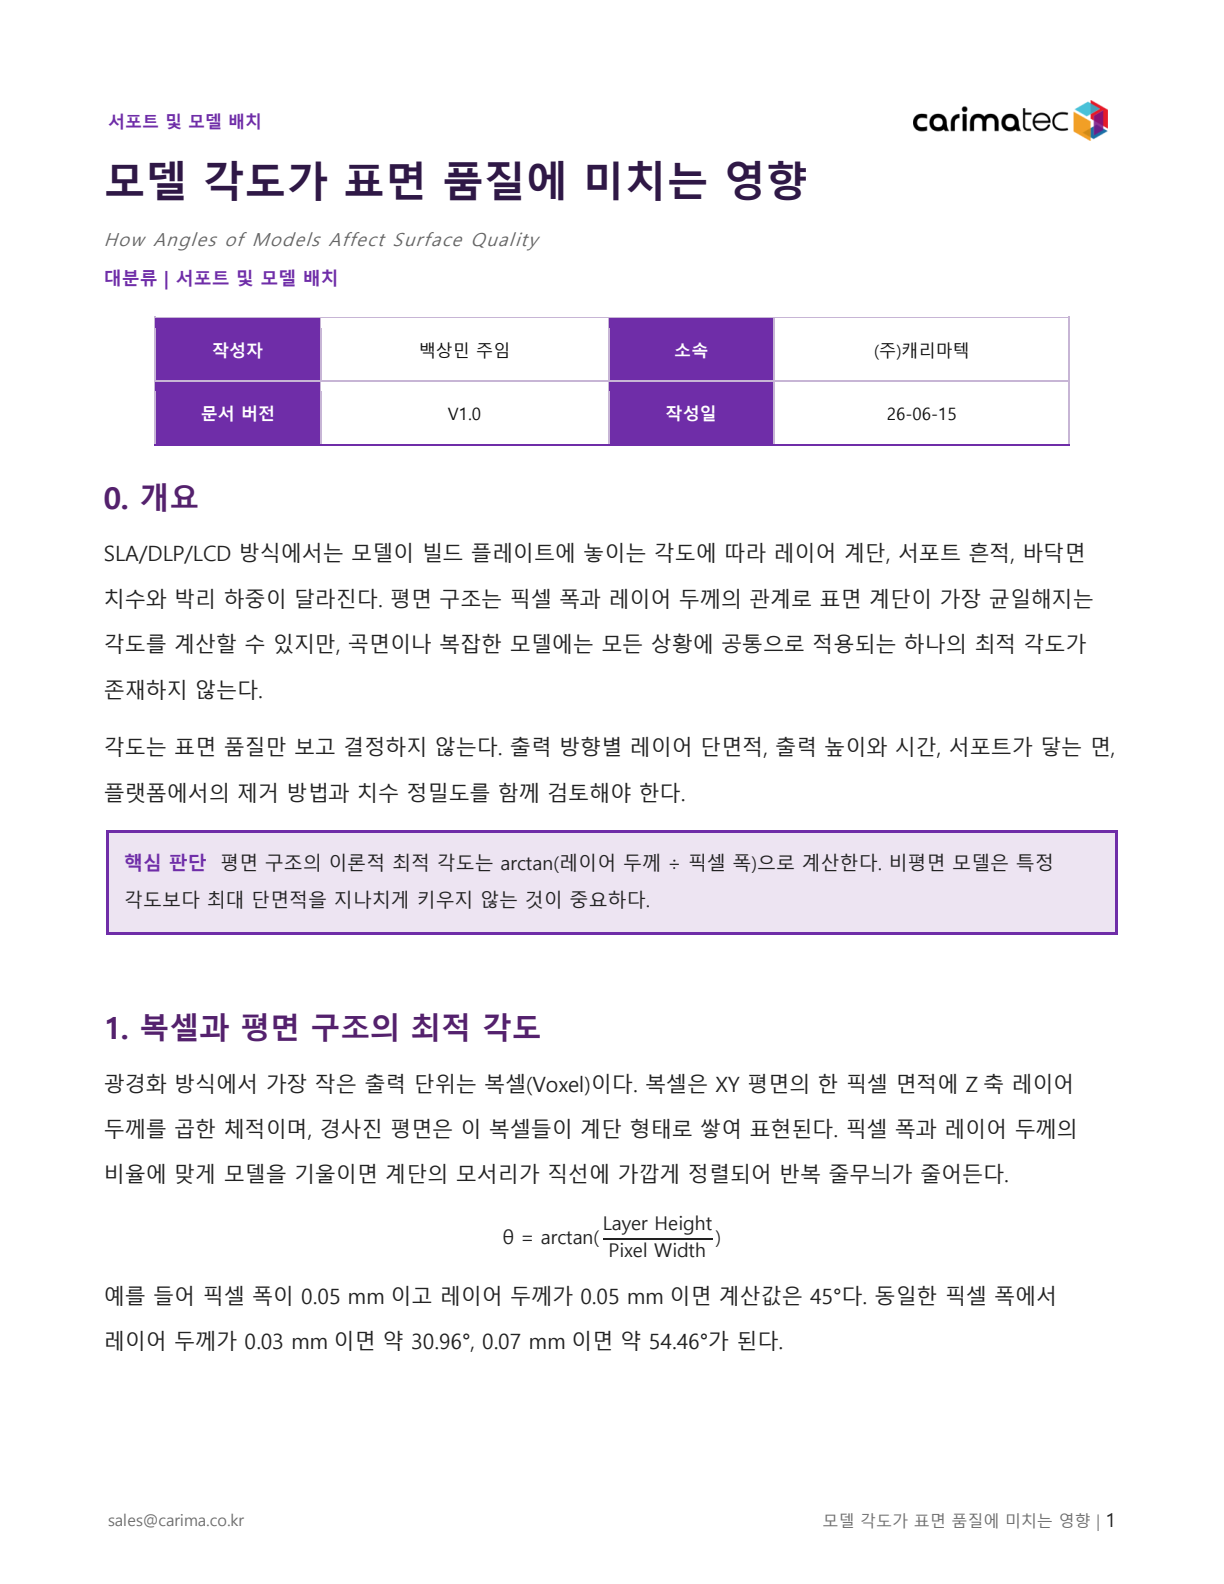 서포트 및 모델 배치
carimatec
모델 각도가 표면 품질에 미치는 영향
How Angles of Models Affect Surface Quality
대분류 | 서포트 및 모델 배치
작성자 백상민 주임 소속 (주)캐리마텍
문서 버전 V1.0 작성일 26-06-15
0. 개요
SLA/DLP/LCD 방식에서는 모델이 빌드 플레이트에 놓이는 각도에 따라 레이어 계단, 서포트 흔적, 바닥면
치수와 박리 하중이 달라진다. 평면 구조는 픽셀 폭과 레이어 두께의 관계로 표면 계단이 가장 균일해지는
각도를 계산할 수 있지만, 곡면이나 복잡한 모델에는 모든 상황에 공통으로 적용되는 하나의 최적 각도가
존재하지 않는다.
각도는 표면 품질만 보고 결정하지 않는다. 출력 방향별 레이어 단면적, 출력 높이와 시간, 서포트가 닿는 면,
플랫폼에서의 제거 방법과 치수 정밀도를 함께 검토해야 한다.
핵심 판단 평면 구조의 이론적 최적 각도는 arctan(레이어 두께 ÷ 픽셀 폭)으로 계산한다. 비평면 모델은 특정
각도보다 최대 단면적을 지나치게 키우지 않는 것이 중요하다.
1. 복셀과 평면 구조의 최적 각도
광경화 방식에서 가장 작은 출력 단위는 복셀(Voxel)이다. 복셀은 XY 평면의 한 픽셀 면적에 Z 축 레이어
두께를 곱한 체적이며, 경사진 평면은 이 복셀들이 계단 형태로 쌓여 표현된다. 픽셀 폭과 레이어 두께의
비율에 맞게 모델을 기울이면 계단의 모서리가 직선에 가깝게 정렬되어 반복 줄무늬가 줄어든다.
θ = arctan(Layer Height / Pixel Width)
예를 들어 픽셀 폭이 0.05 mm 이고 레이어 두께가 0.05 mm 이면 계산값은 45°다. 동일한 픽셀 폭에서
레이어 두께가 0.03 mm 이면 약 30.96°, 0.07 mm 이면 약 54.46°가 된다.
sales@carima.co.kr
모델 각도가 표면 품질에 미치는 영향 | 1